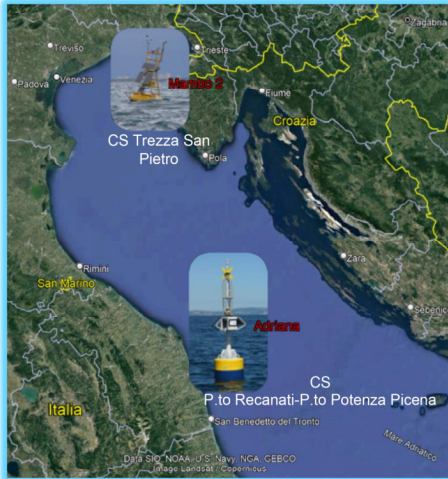 Zagabria
Treviso
Trieste
Padova
Venezia
Mambo 2
Fiume
Croazia
CS Trezza San
Pietro
Pola
Zara
Rimini
San Marino
Sebenico
Adriana
CS
P.to Recanati-P.to Potenza Picena
Italia
San Benedetto del Tronto
Mare Adriatico
Data SIO, NOAA, U.S. Navy, NGA, GEBCO
Image Landsat / Copernicus